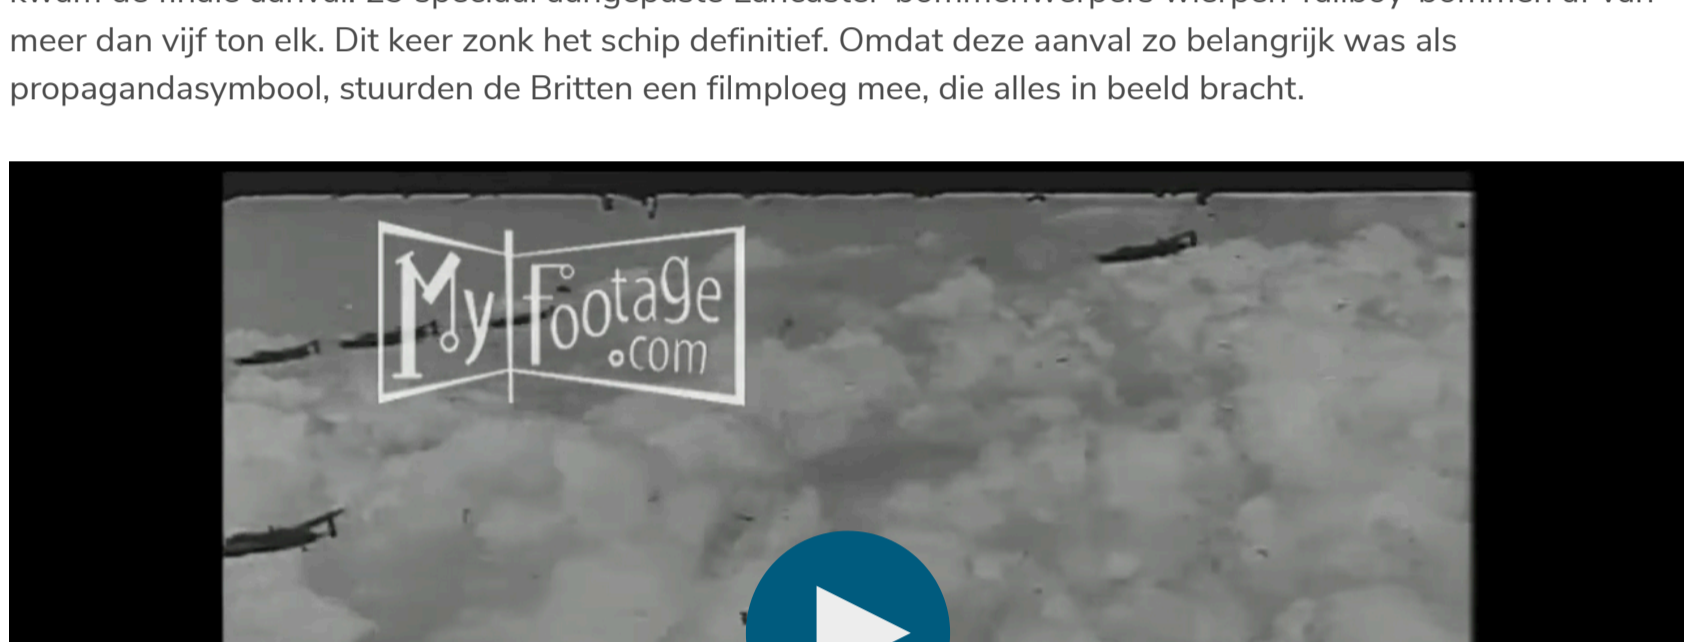 meer dan vijf ton elk. Dit keer zonk het schip definitief. Omdat deze aanval zo belangrijk was als
propagandasymbool, stuurden de Britten een filmploeg mee, die alles in beeld bracht.
My Footage
.com